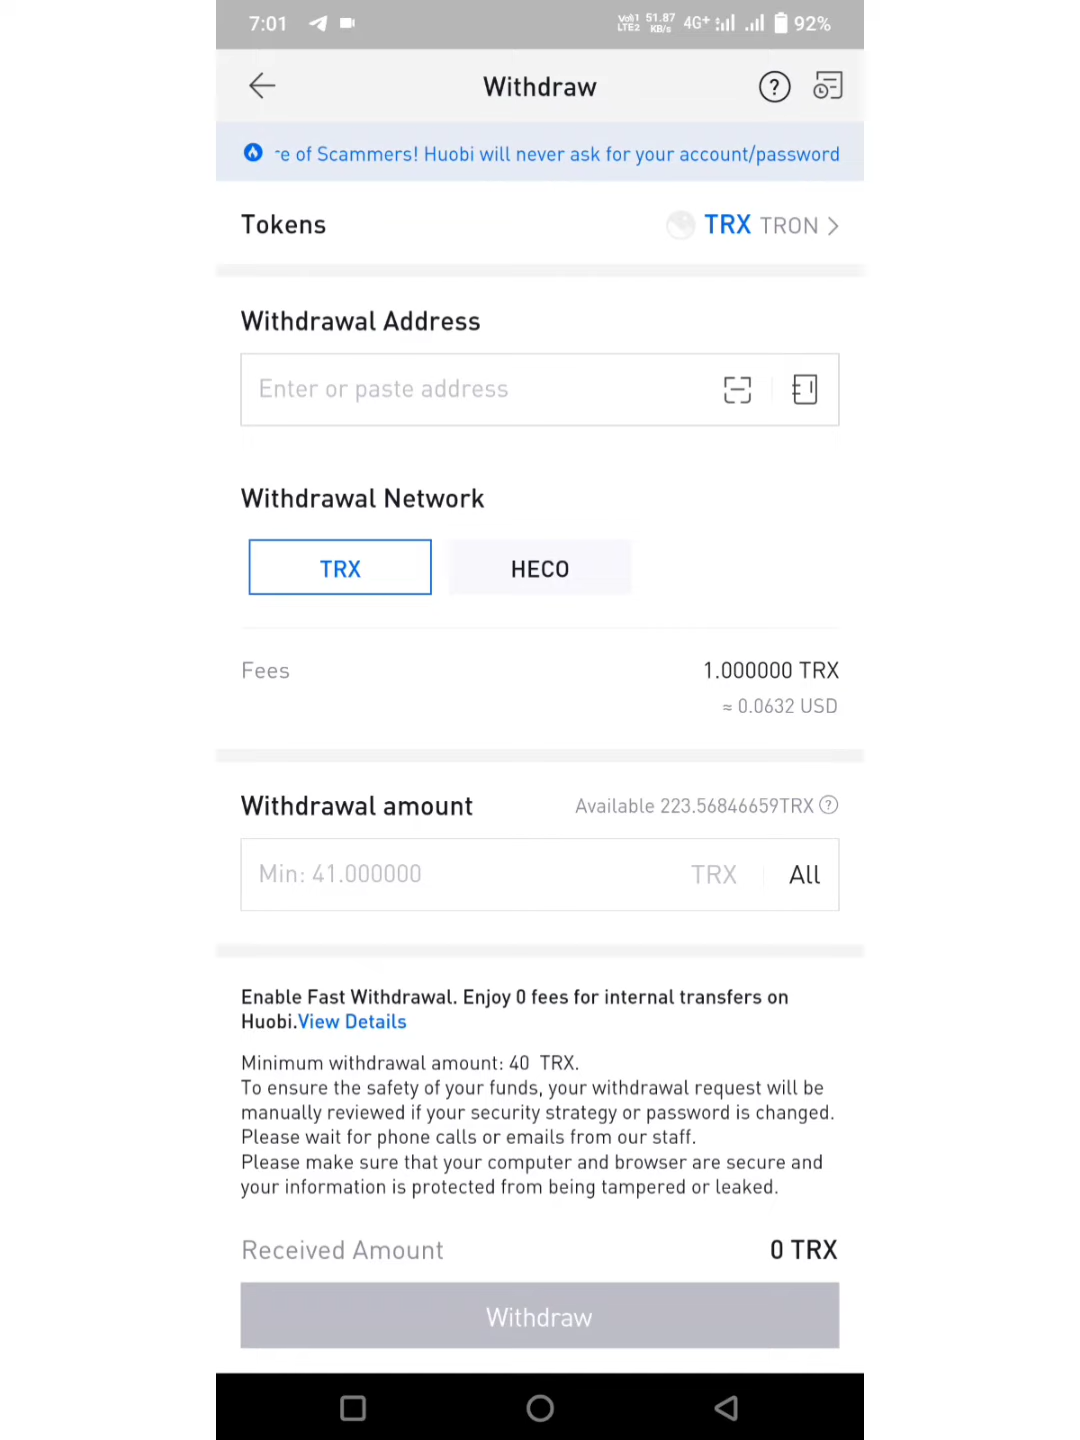 7:01 Vo))1 LTE2 51.87 KB/s 4G+ 92%
Withdraw
re of Scammers! Huobi will never ask for your account/password
Tokens TRX TRON
Withdrawal Address
Enter or paste address
Withdrawal Network
TRX HECO
Fees 1.000000 TRX
≈ 0.0632 USD
Withdrawal amount Available 223.56846659TRX
Min: 41.000000 TRX All
Enable Fast Withdrawal. Enjoy 0 fees for internal transfers on
Huobi.View Details
Minimum withdrawal amount: 40 TRX.
To ensure the safety of your funds, your withdrawal request will be
manually reviewed if your security strategy or password is changed.
Please wait for phone calls or emails from our staff.
Please make sure that your computer and browser are secure and
your information is protected from being tampered or leaked.
Received Amount 0 TRX
Withdraw